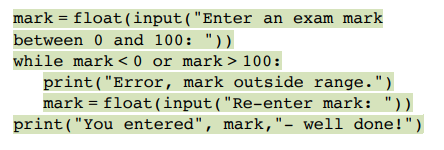 mark = float(input("Enter an exam mark
between 0 and 100: "))
while mark < 0 or mark > 100:
    print("Error, mark outside range.")
    mark = float(input("Re-enter mark: "))
print("You entered", mark,"- well done!")